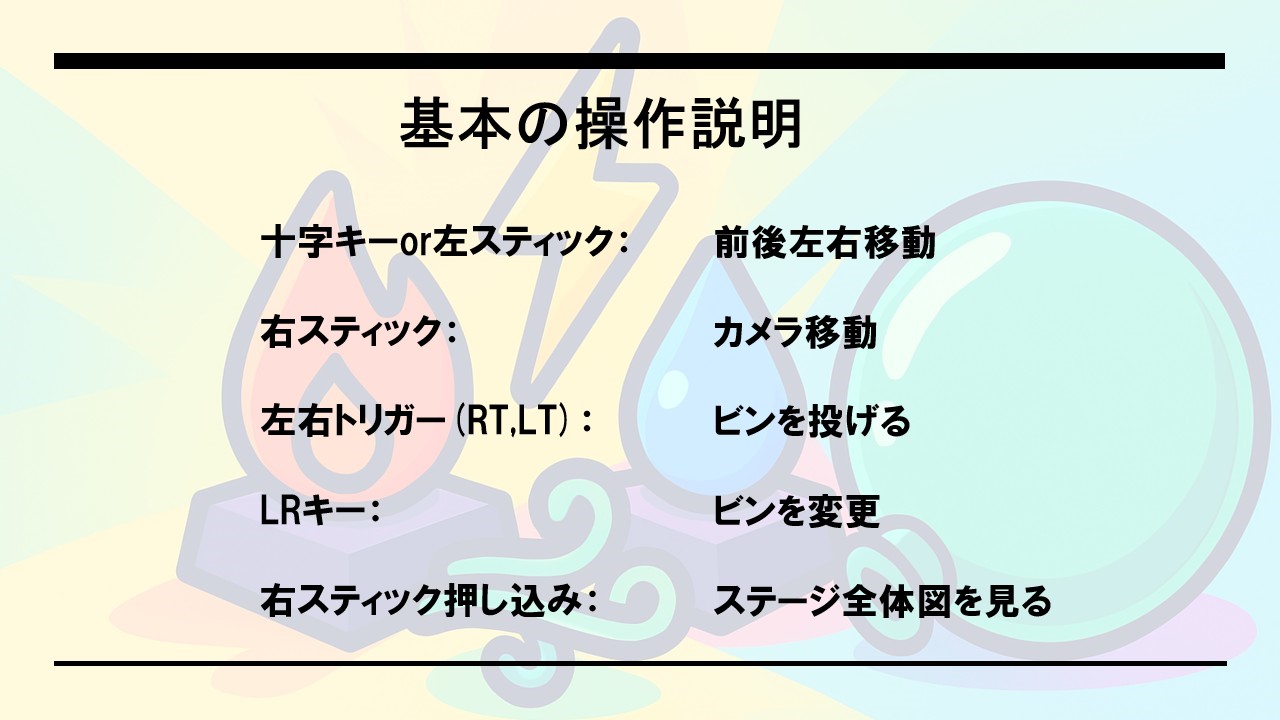 基本の操作説明
十字キーor左スティック： 前後左右移動
右スティック： カメラ移動
左右トリガー(RT,LT)： ビンを投げる
LRキー： ビンを変更
右スティック押し込み： ステージ全体図を見る